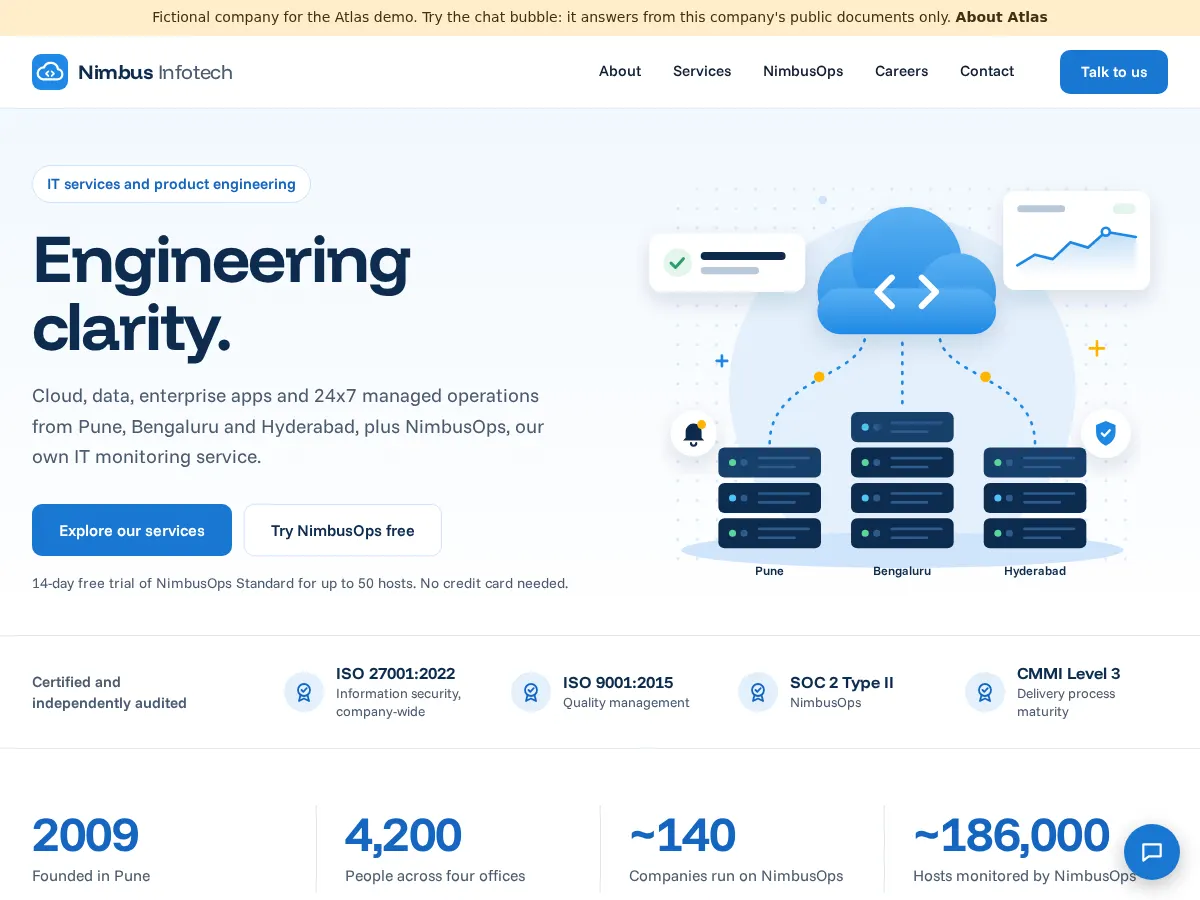 Fictional company for the Atlas demo. Try the chat bubble: it answers from this company's public documents only. About Atlas
Nimbus Infotech
About
Services
NimbusOps
Careers
Contact
Talk to us
IT services and product engineering
Engineering
clarity.
Cloud, data, enterprise apps and 24x7 managed operations
from Pune, Bengaluru and Hyderabad, plus NimbusOps, our
own IT monitoring service.
Explore our services
Try NimbusOps free
14-day free trial of NimbusOps Standard for up to 50 hosts. No credit card needed.
Pune
Bengaluru
Hyderabad
Certified and
independently audited
ISO 27001:2022
Information security,
company-wide
ISO 9001:2015
Quality management
SOC 2 Type II
NimbusOps
CMMI Level 3
Delivery process
maturity
2009
Founded in Pune
4,200
People across four offices
~140
Companies run on NimbusOps
~186,000
Hosts monitored by NimbusOps